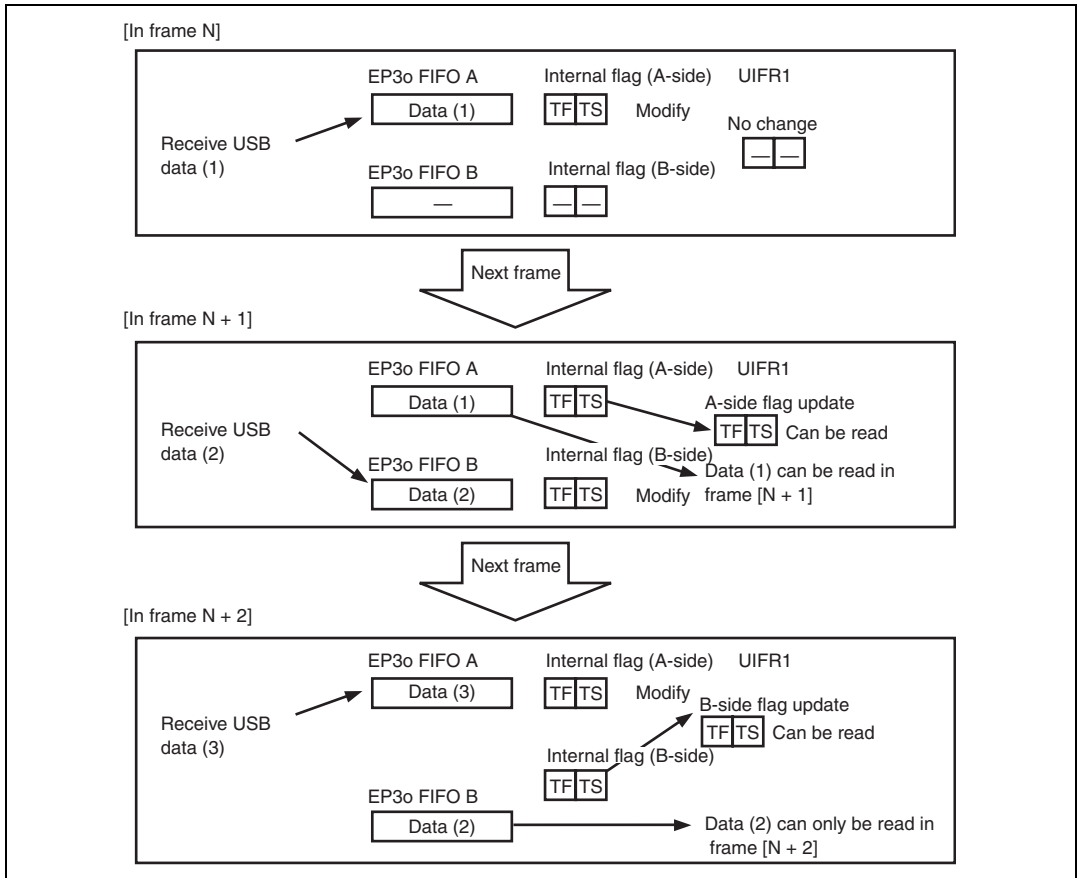 [In frame N]
EP3o FIFO A
Internal flag (A-side)
UIFR1
Data (1)
TF TS
Modify
No change
— —
Receive USB
data (1)
EP3o FIFO B
Internal flag (B-side)
—
— —
Next frame
[In frame N + 1]
EP3o FIFO A
Internal flag (A-side)
UIFR1
Data (1)
TF TS
A-side flag update
TF TS Can be read
Receive USB
data (2)
EP3o FIFO B
Internal flag (B-side)
Data (2)
TF TS
Modify
Data (1) can be read in
frame [N + 1]
Next frame
[In frame N + 2]
EP3o FIFO A
Internal flag (A-side)
UIFR1
Data (3)
TF TS
Modify
B-side flag update
TF TS Can be read
Receive USB
data (3)
Internal flag (B-side)
TF TS
EP3o FIFO B
Data (2)
Data (2) can only be read in
frame [N + 2]